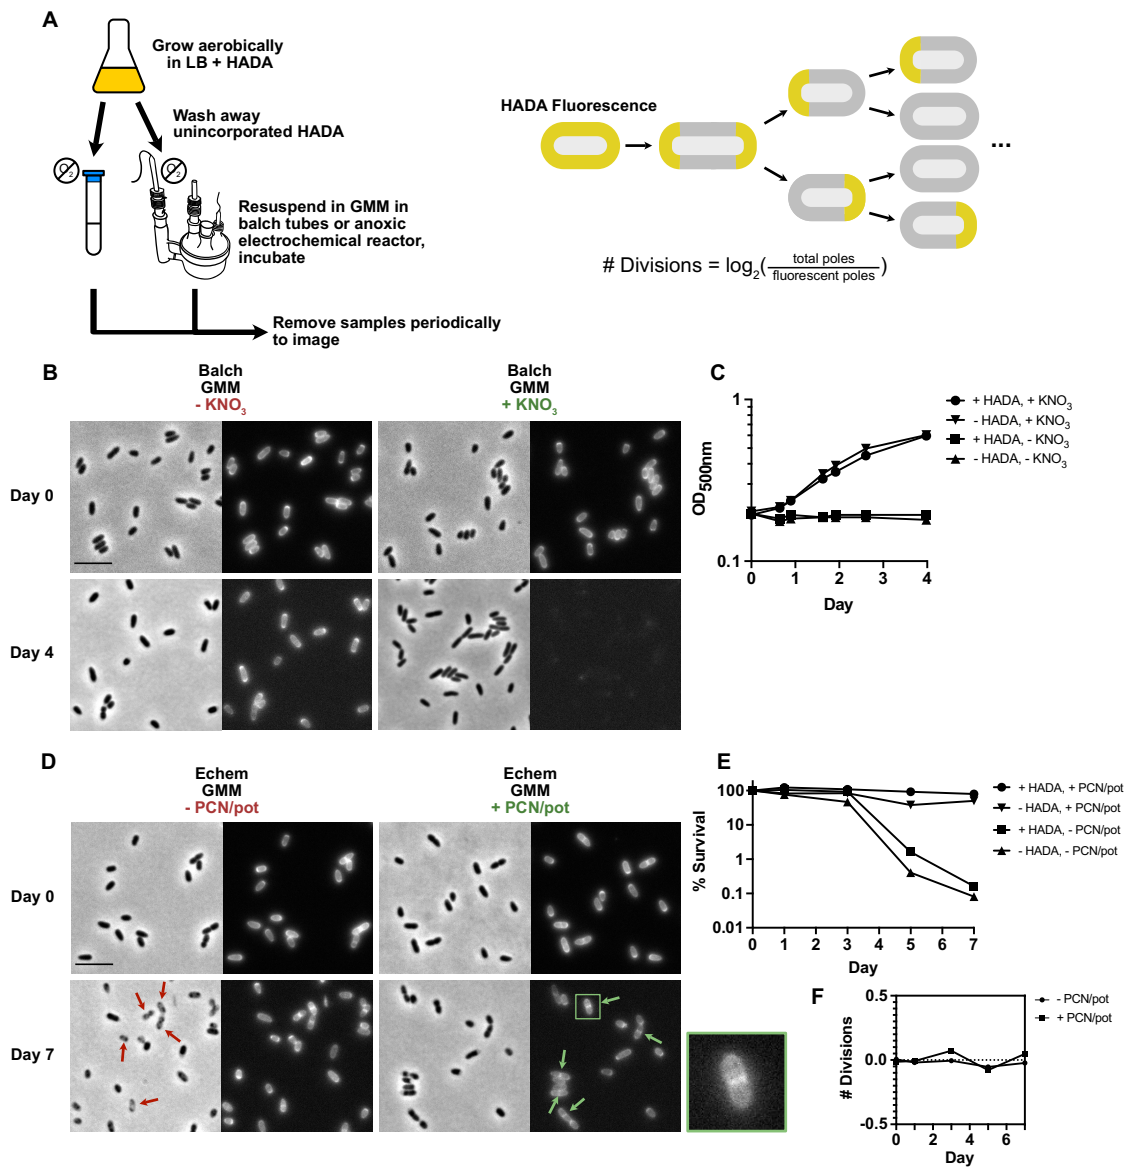 A
Grow aerobically
in LB + HADA
Wash away
unincorporated HADA
O2
O2
Resuspend in GMM in
balch tubes or anoxic
electrochemical reactor,
incubate
Remove samples periodically
to image
HADA Fluorescence
...
# Divisions = log2(total poles/fluorescent poles)
B
Balch
GMM
- KNO3
Balch
GMM
+ KNO3
Day 0
Day 4
C
1
0.1
OD500nm
0 1 2 3 4
Day
+ HADA, + KNO3
- HADA, + KNO3
+ HADA, - KNO3
- HADA, - KNO3
D
Echem
GMM
- PCN/pot
Echem
GMM
+ PCN/pot
Day 0
Day 7
E
100
10
1
0.1
0.01
% Survival
0 1 2 3 4 5 6 7
Day
+ HADA, + PCN/pot
- HADA, + PCN/pot
+ HADA, - PCN/pot
- HADA, - PCN/pot
F
0.5
0.0
-0.5
# Divisions
0 2 4 6
Day
- PCN/pot
+ PCN/pot